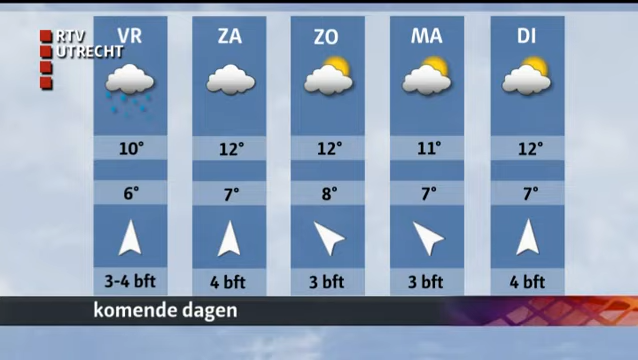 RTV
UTRECHT
VR ZA ZO MA DI
10° 12° 12° 11° 12°
6° 7° 8° 7° 7°
3-4 bft 4 bft 3 bft 3 bft 4 bft
komende dagen